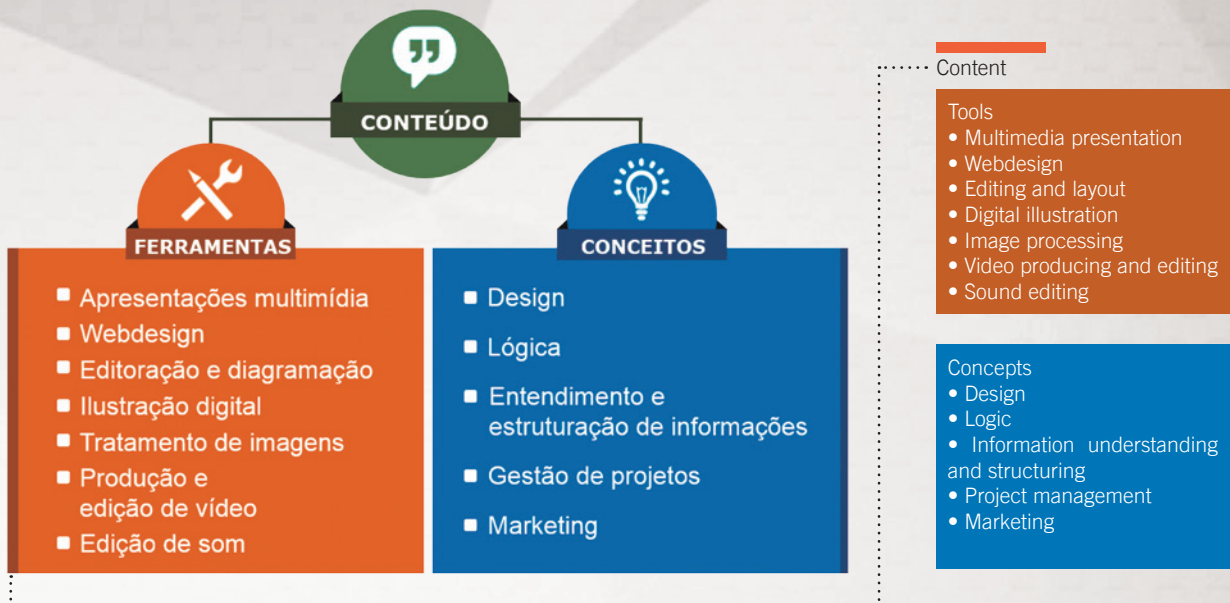 CONTEÚDO
FERRAMENTAS
Apresentações multimídia
Webdesign
Editoração e diagramação
Ilustração digital
Tratamento de imagens
Produção e
edição de vídeo
Edição de som
CONCEITOS
Design
Lógica
Entendimento e
estruturação de informações
Gestão de projetos
Marketing
Content
Tools
• Multimedia presentation
• Webdesign
• Editing and layout
• Digital illustration
• Image processing
• Video producing and editing
• Sound editing
Concepts
• Design
• Logic
• Information understanding
and structuring
• Project management
• Marketing